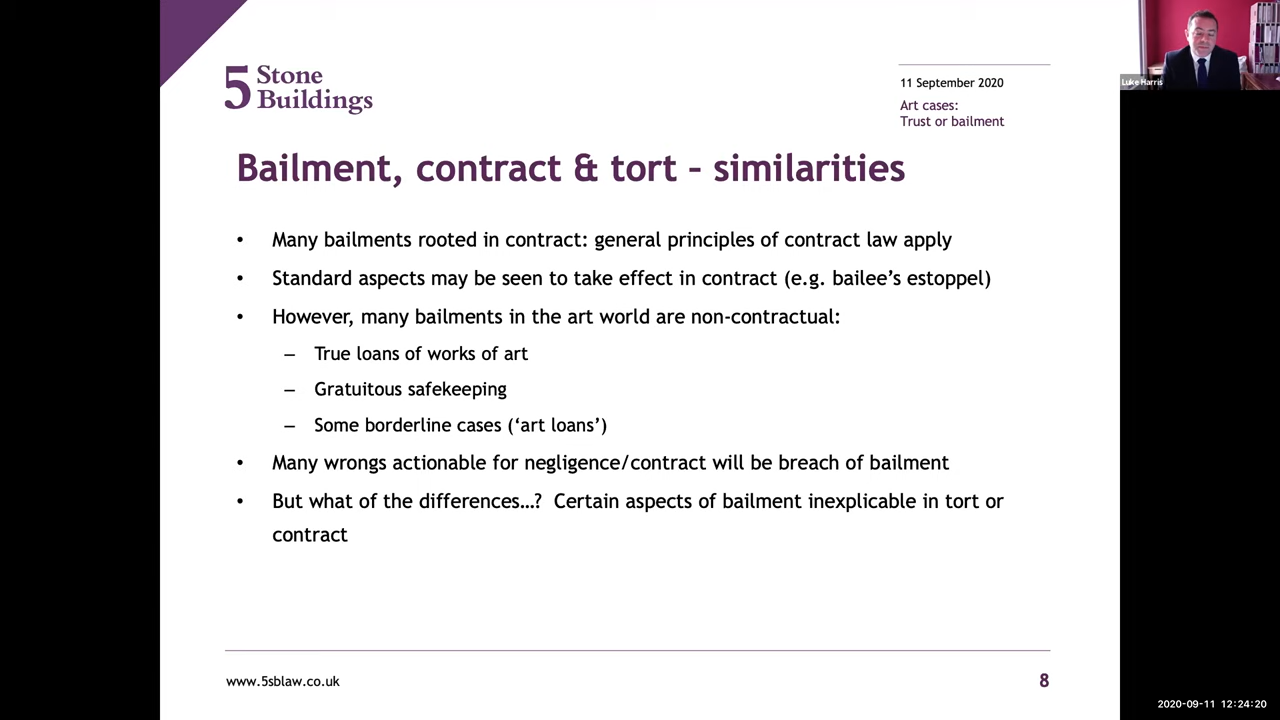 5 Stone
Buildings
11 September 2020
Art cases:
Trust or bailment
Luke Harris
Bailment, contract & tort – similarities
• Many bailments rooted in contract: general principles of contract law apply
• Standard aspects may be seen to take effect in contract (e.g. bailee’s estoppel)
• However, many bailments in the art world are non-contractual:
– True loans of works of art
– Gratuitous safekeeping
– Some borderline cases (‘art loans’)
• Many wrongs actionable for negligence/contract will be breach of bailment
• But what of the differences…?  Certain aspects of bailment inexplicable in tort or
contract
www.5sblaw.co.uk
8
2020-09-11 12:24:20